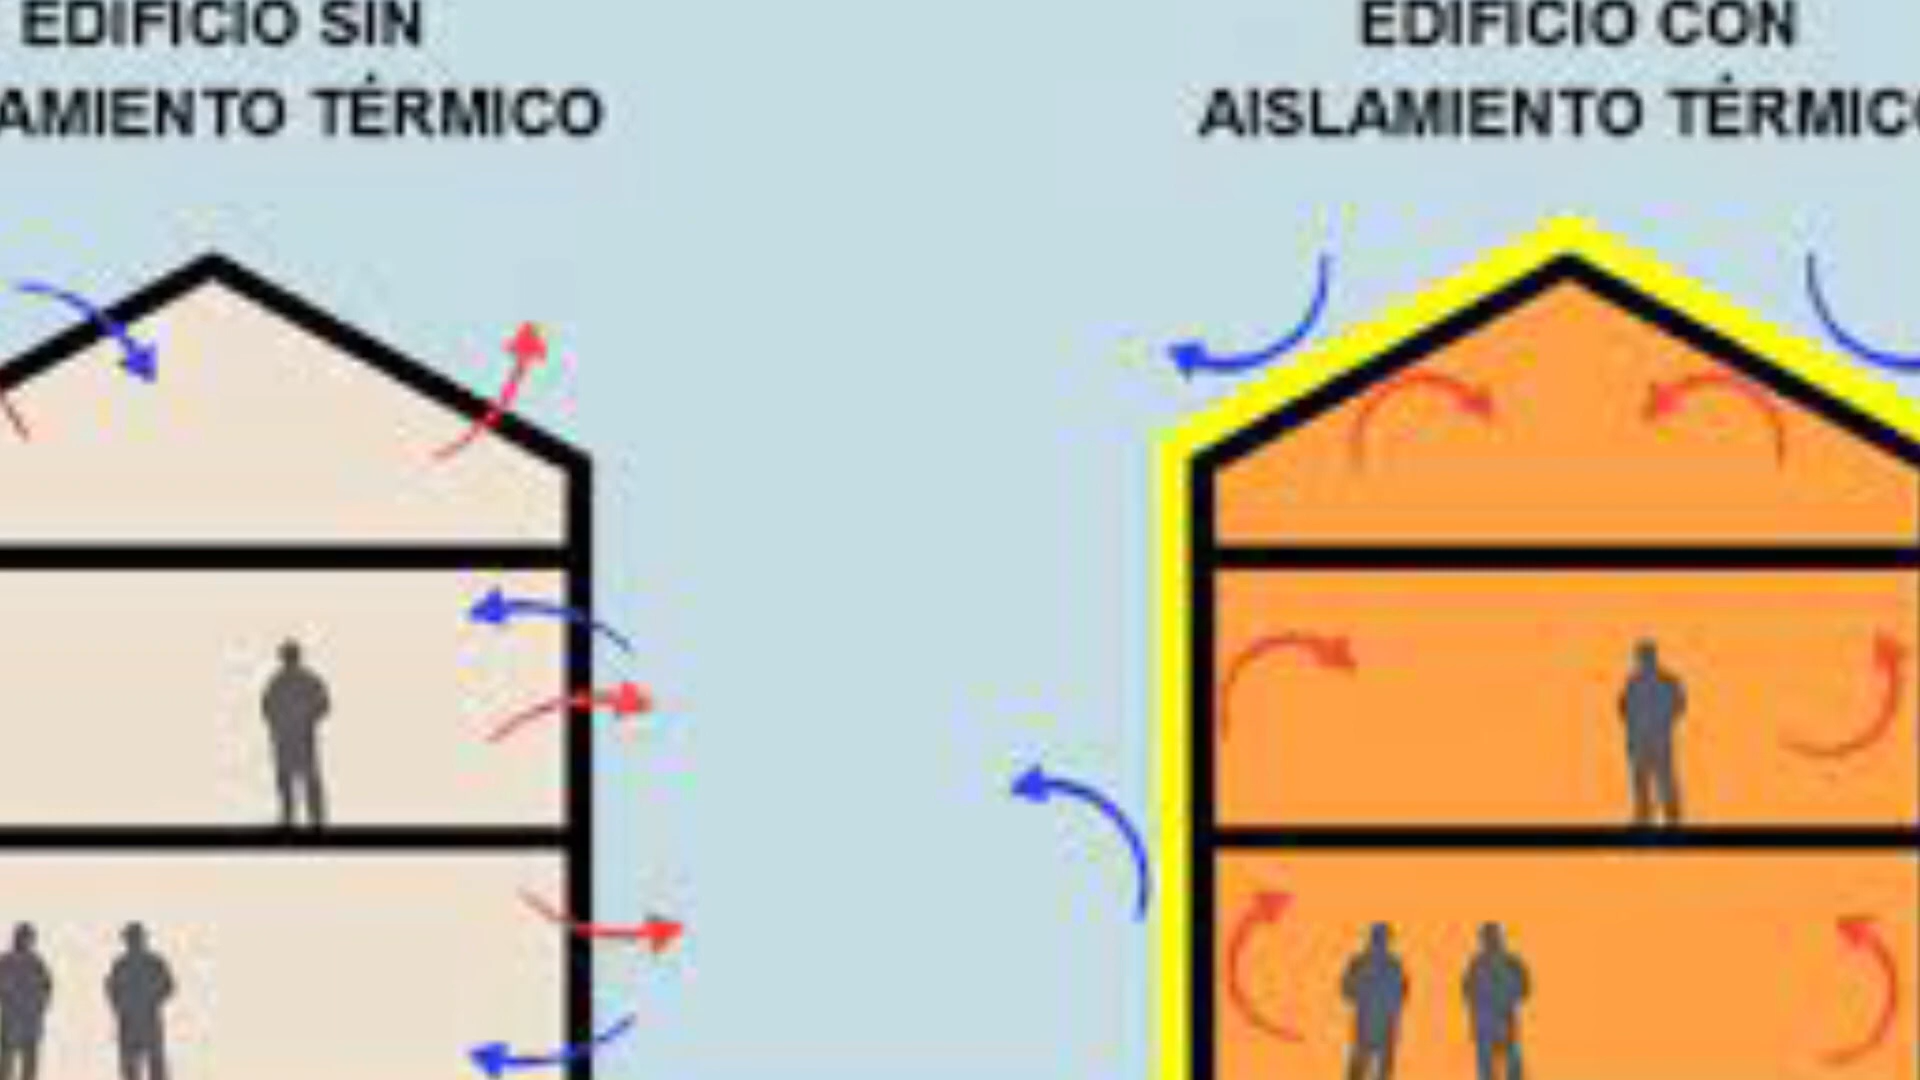 EDIFICIO SIN
AMIENTO TÉRMICO
EDIFICIO CON
AISLAMIENTO TÉRMICO